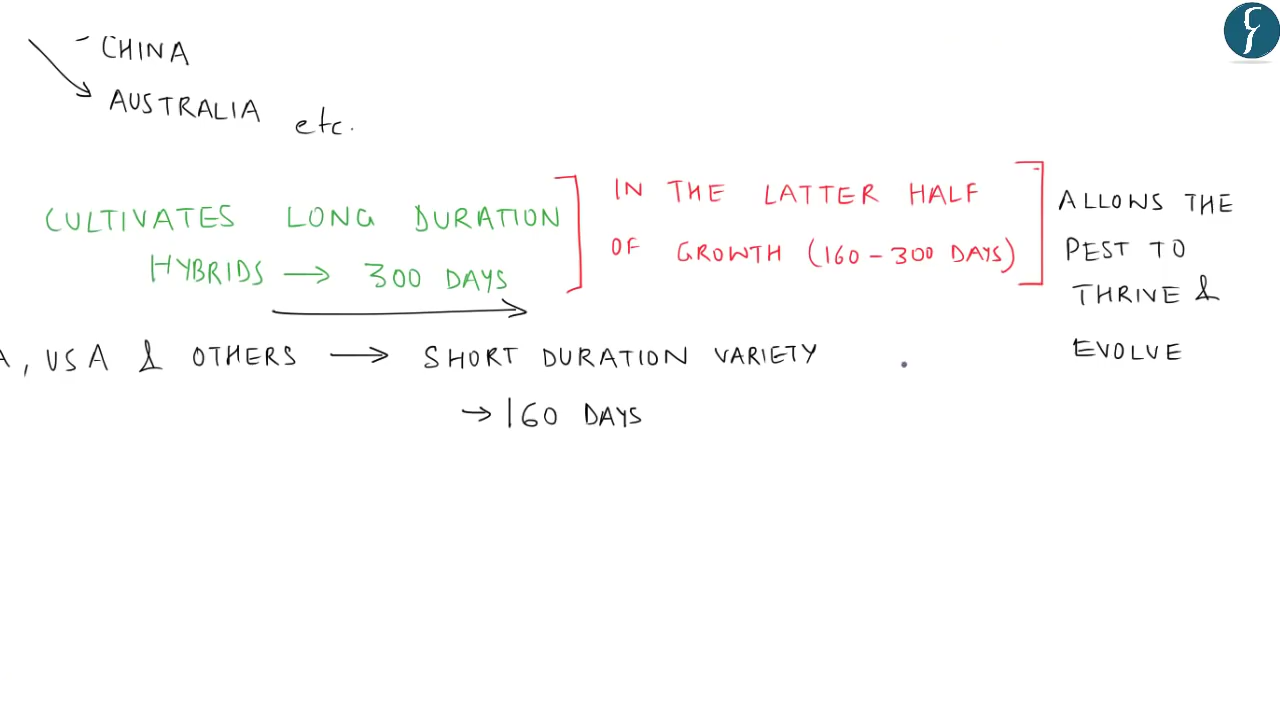 CHINA
AUSTRALIA etc.
CULTIVATES LONG DURATION
HYBRIDS → 300 DAYS
IN THE LATTER HALF
OF GROWTH (160 - 300 DAYS)
ALLOWS THE
PEST TO
THRIVE &
EVOLVE
, USA & OTHERS → SHORT DURATION VARIETY
→ 160 DAYS